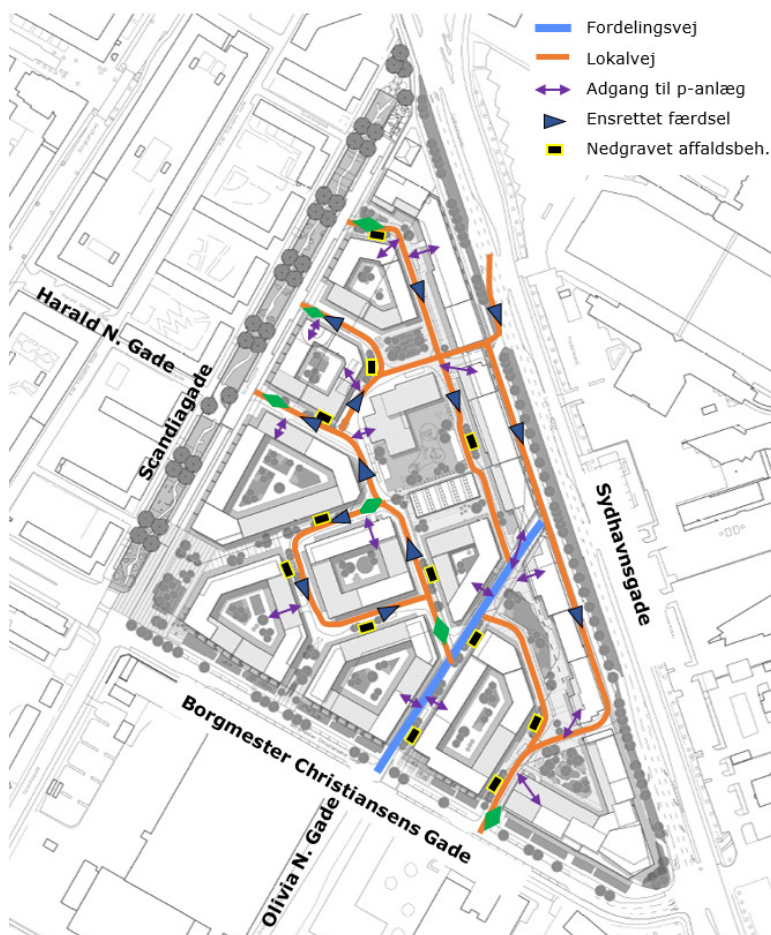 Fordelingsvej
Lokalvej
Adgang til p-anlæg
Ensrettet færdsel
Nedgravet affaldsbeh.
Harald N. Gade
Scandiagade
Sydhavnsgade
Borgmester Christiansens Gade
Olivia N. Gade